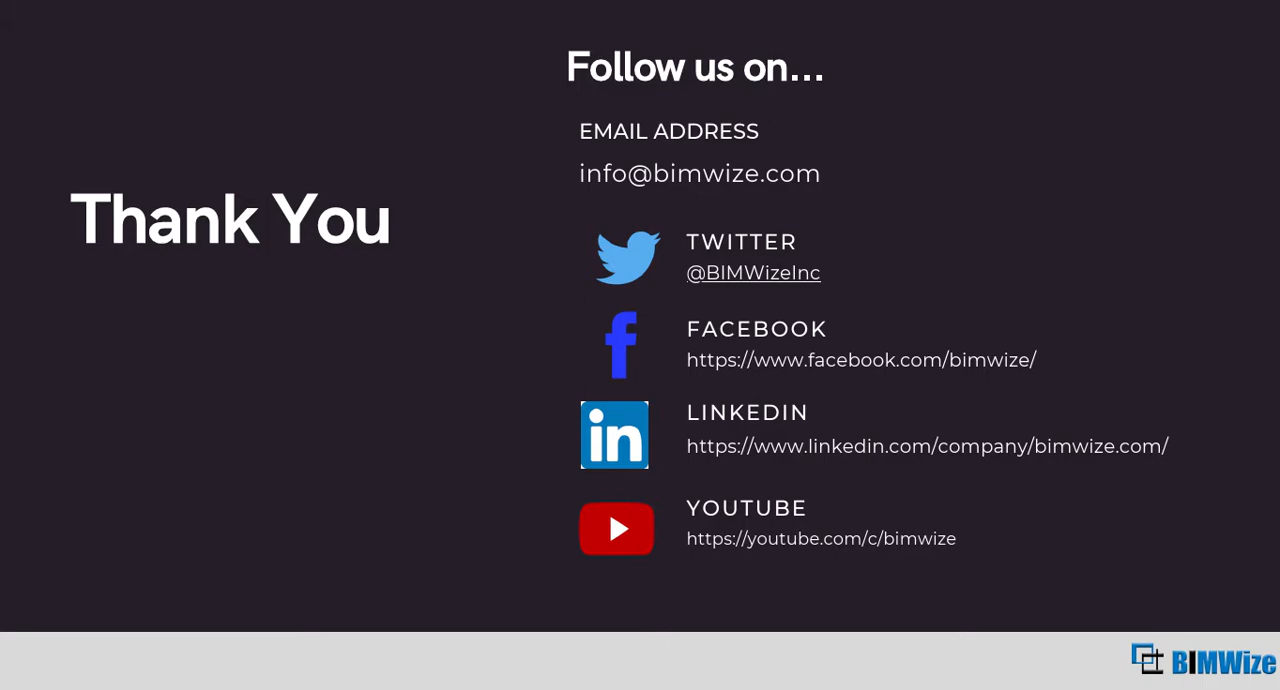 Thank You
Follow us on...
EMAIL ADDRESS
info@bimwize.com
TWITTER
@BIMWizeInc
FACEBOOK
https://www.facebook.com/bimwize/
LINKEDIN
https://www.linkedin.com/company/bimwize.com/
YOUTUBE
https://youtube.com/c/bimwize
BIMWize